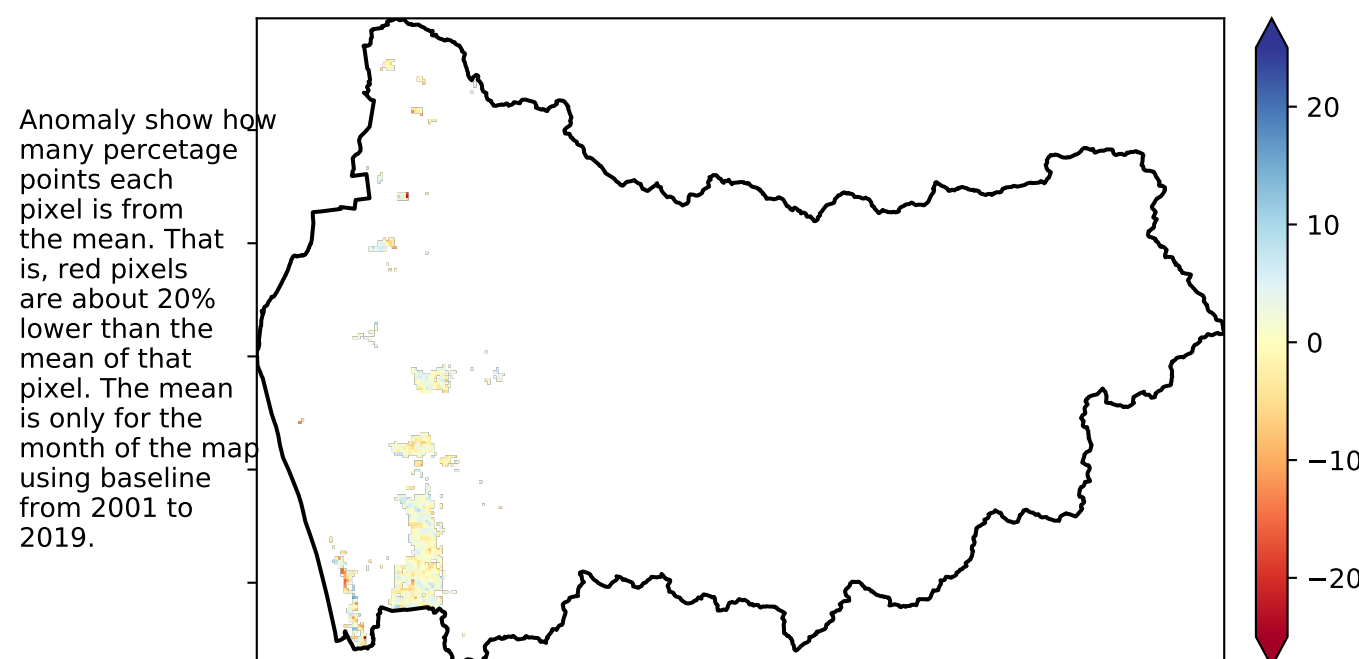 Anomaly show how
many percetage
points each
pixel is from
the mean. That
is, red pixels
are about 20%
lower than the
mean of that
pixel. The mean
is only for the
month of the map
using baseline
from 2001 to
2019.
20
10
0
−10
−20